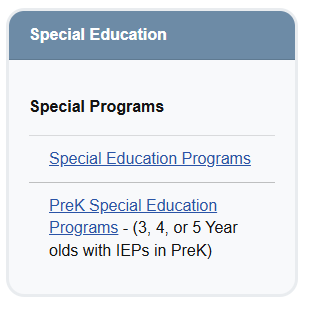 Special Education
Special Programs
Special Education Programs
PreK Special Education
Programs - (3, 4, or 5 Year
olds with IEPs in PreK)